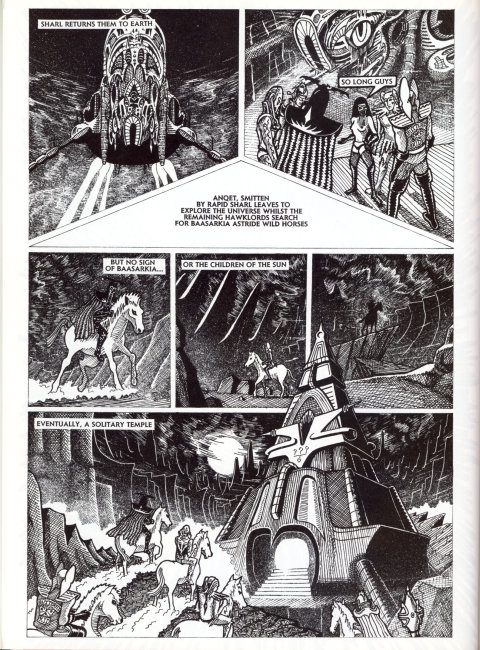 SHARL RETURNS THEM TO EARTH
SO LONG GUYS
ANQET, SMITTEN
BY RAPID SHARL LEAVES TO
EXPLORE THE UNIVERSE WHILST THE
REMAINING HAWKLORDS SEARCH
FOR BAASARKIA ASTRIDE WILD HORSES
BUT NO SIGN
OF BAASARKIA...
OR THE CHILDREN OF THE SUN
EVENTUALLY, A SOLITARY TEMPLE